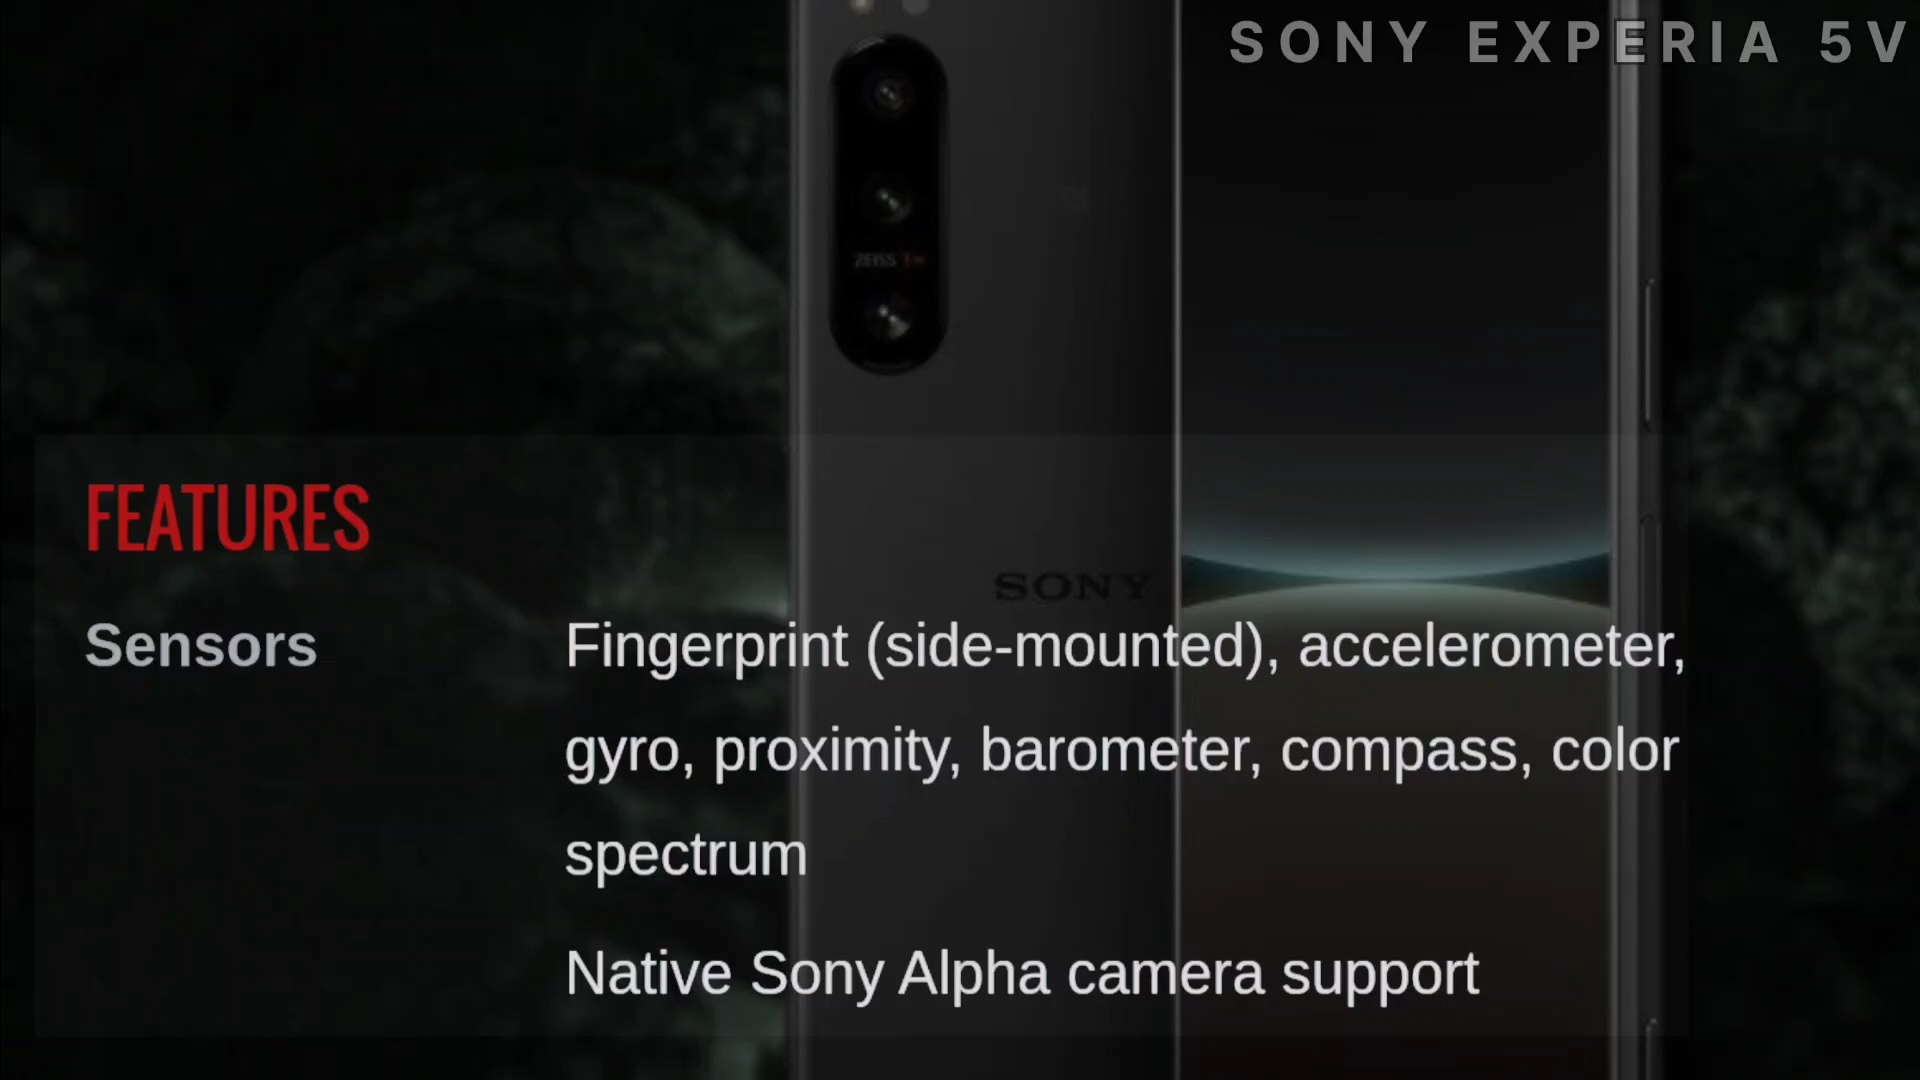 SONY EXPERIA 5V
ZEISS T*
SONY
FEATURES
Sensors
Fingerprint (side-mounted), accelerometer,
gyro, proximity, barometer, compass, color
spectrum
Native Sony Alpha camera support